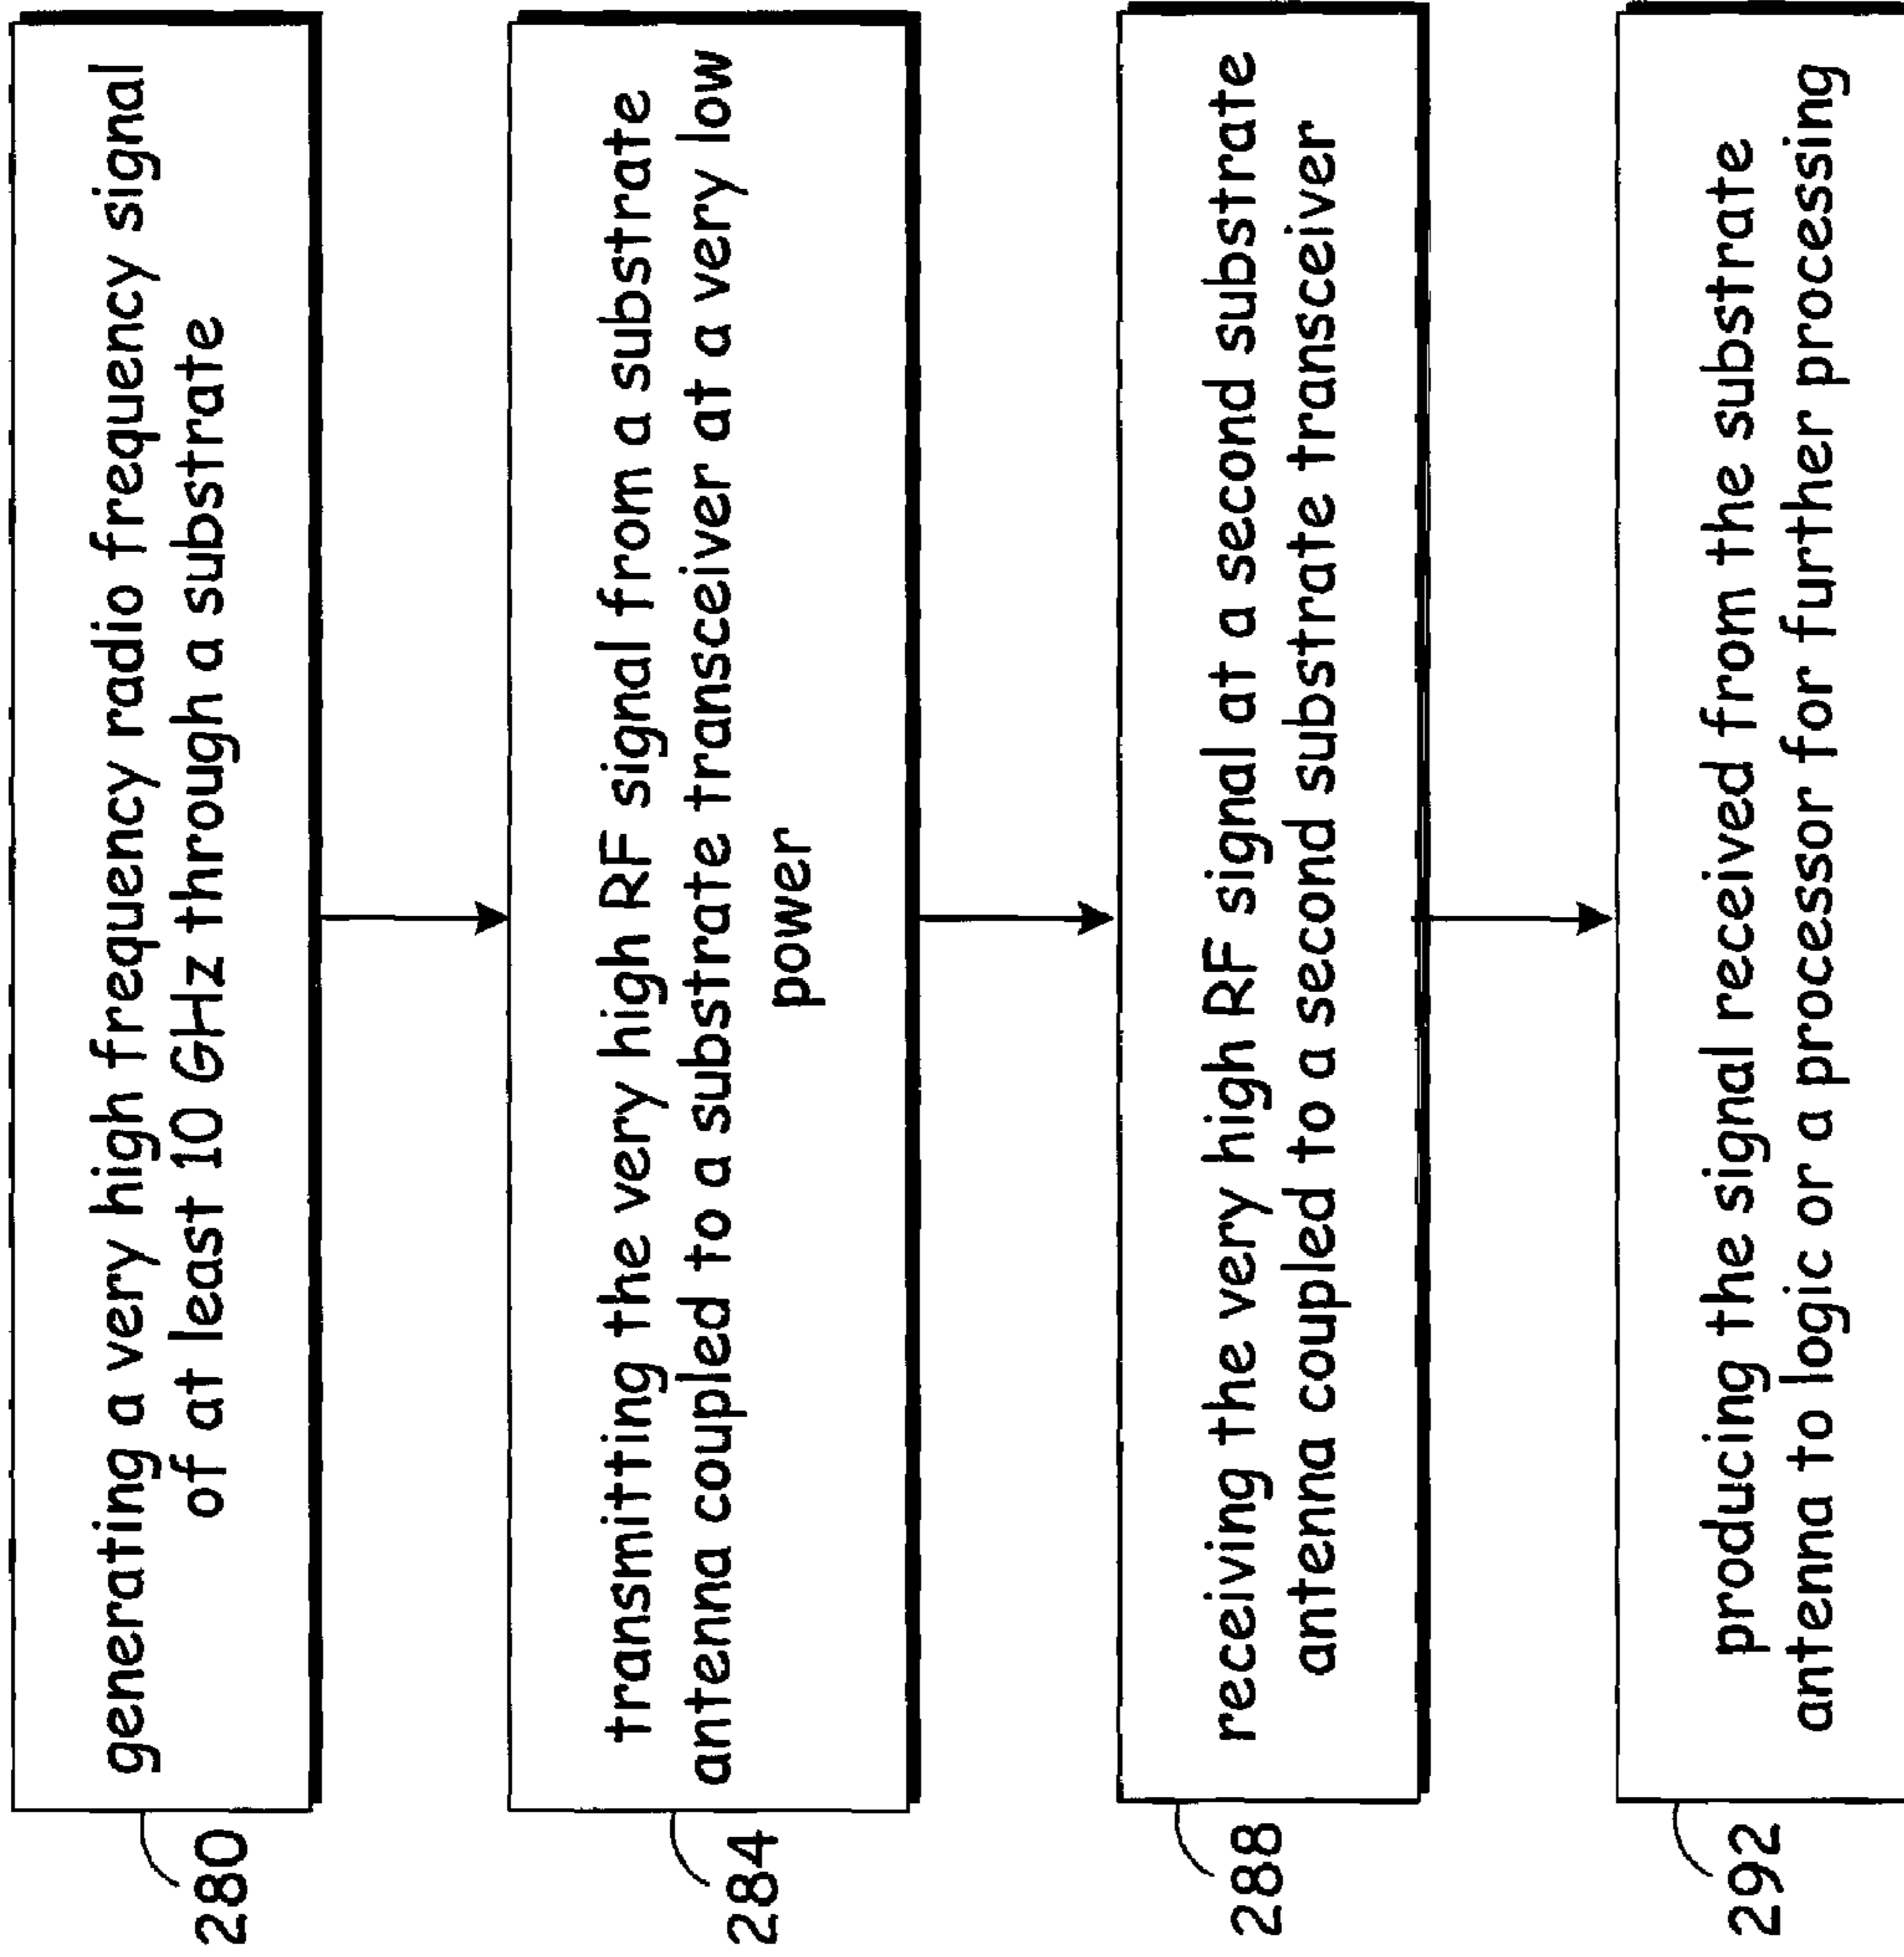 generating a very high frequency radio frequency signal
of at least 10 GHz through a substrate
280
transmitting the very high RF signal from a substrate
antenna coupled to a substrate transceiver at a very low
power
284
receiving the very high RF signal at a second substrate
antenna coupled to a second substrate transceiver
288
producing the signal received from the substrate
antenna to logic or a processor for further processing
292